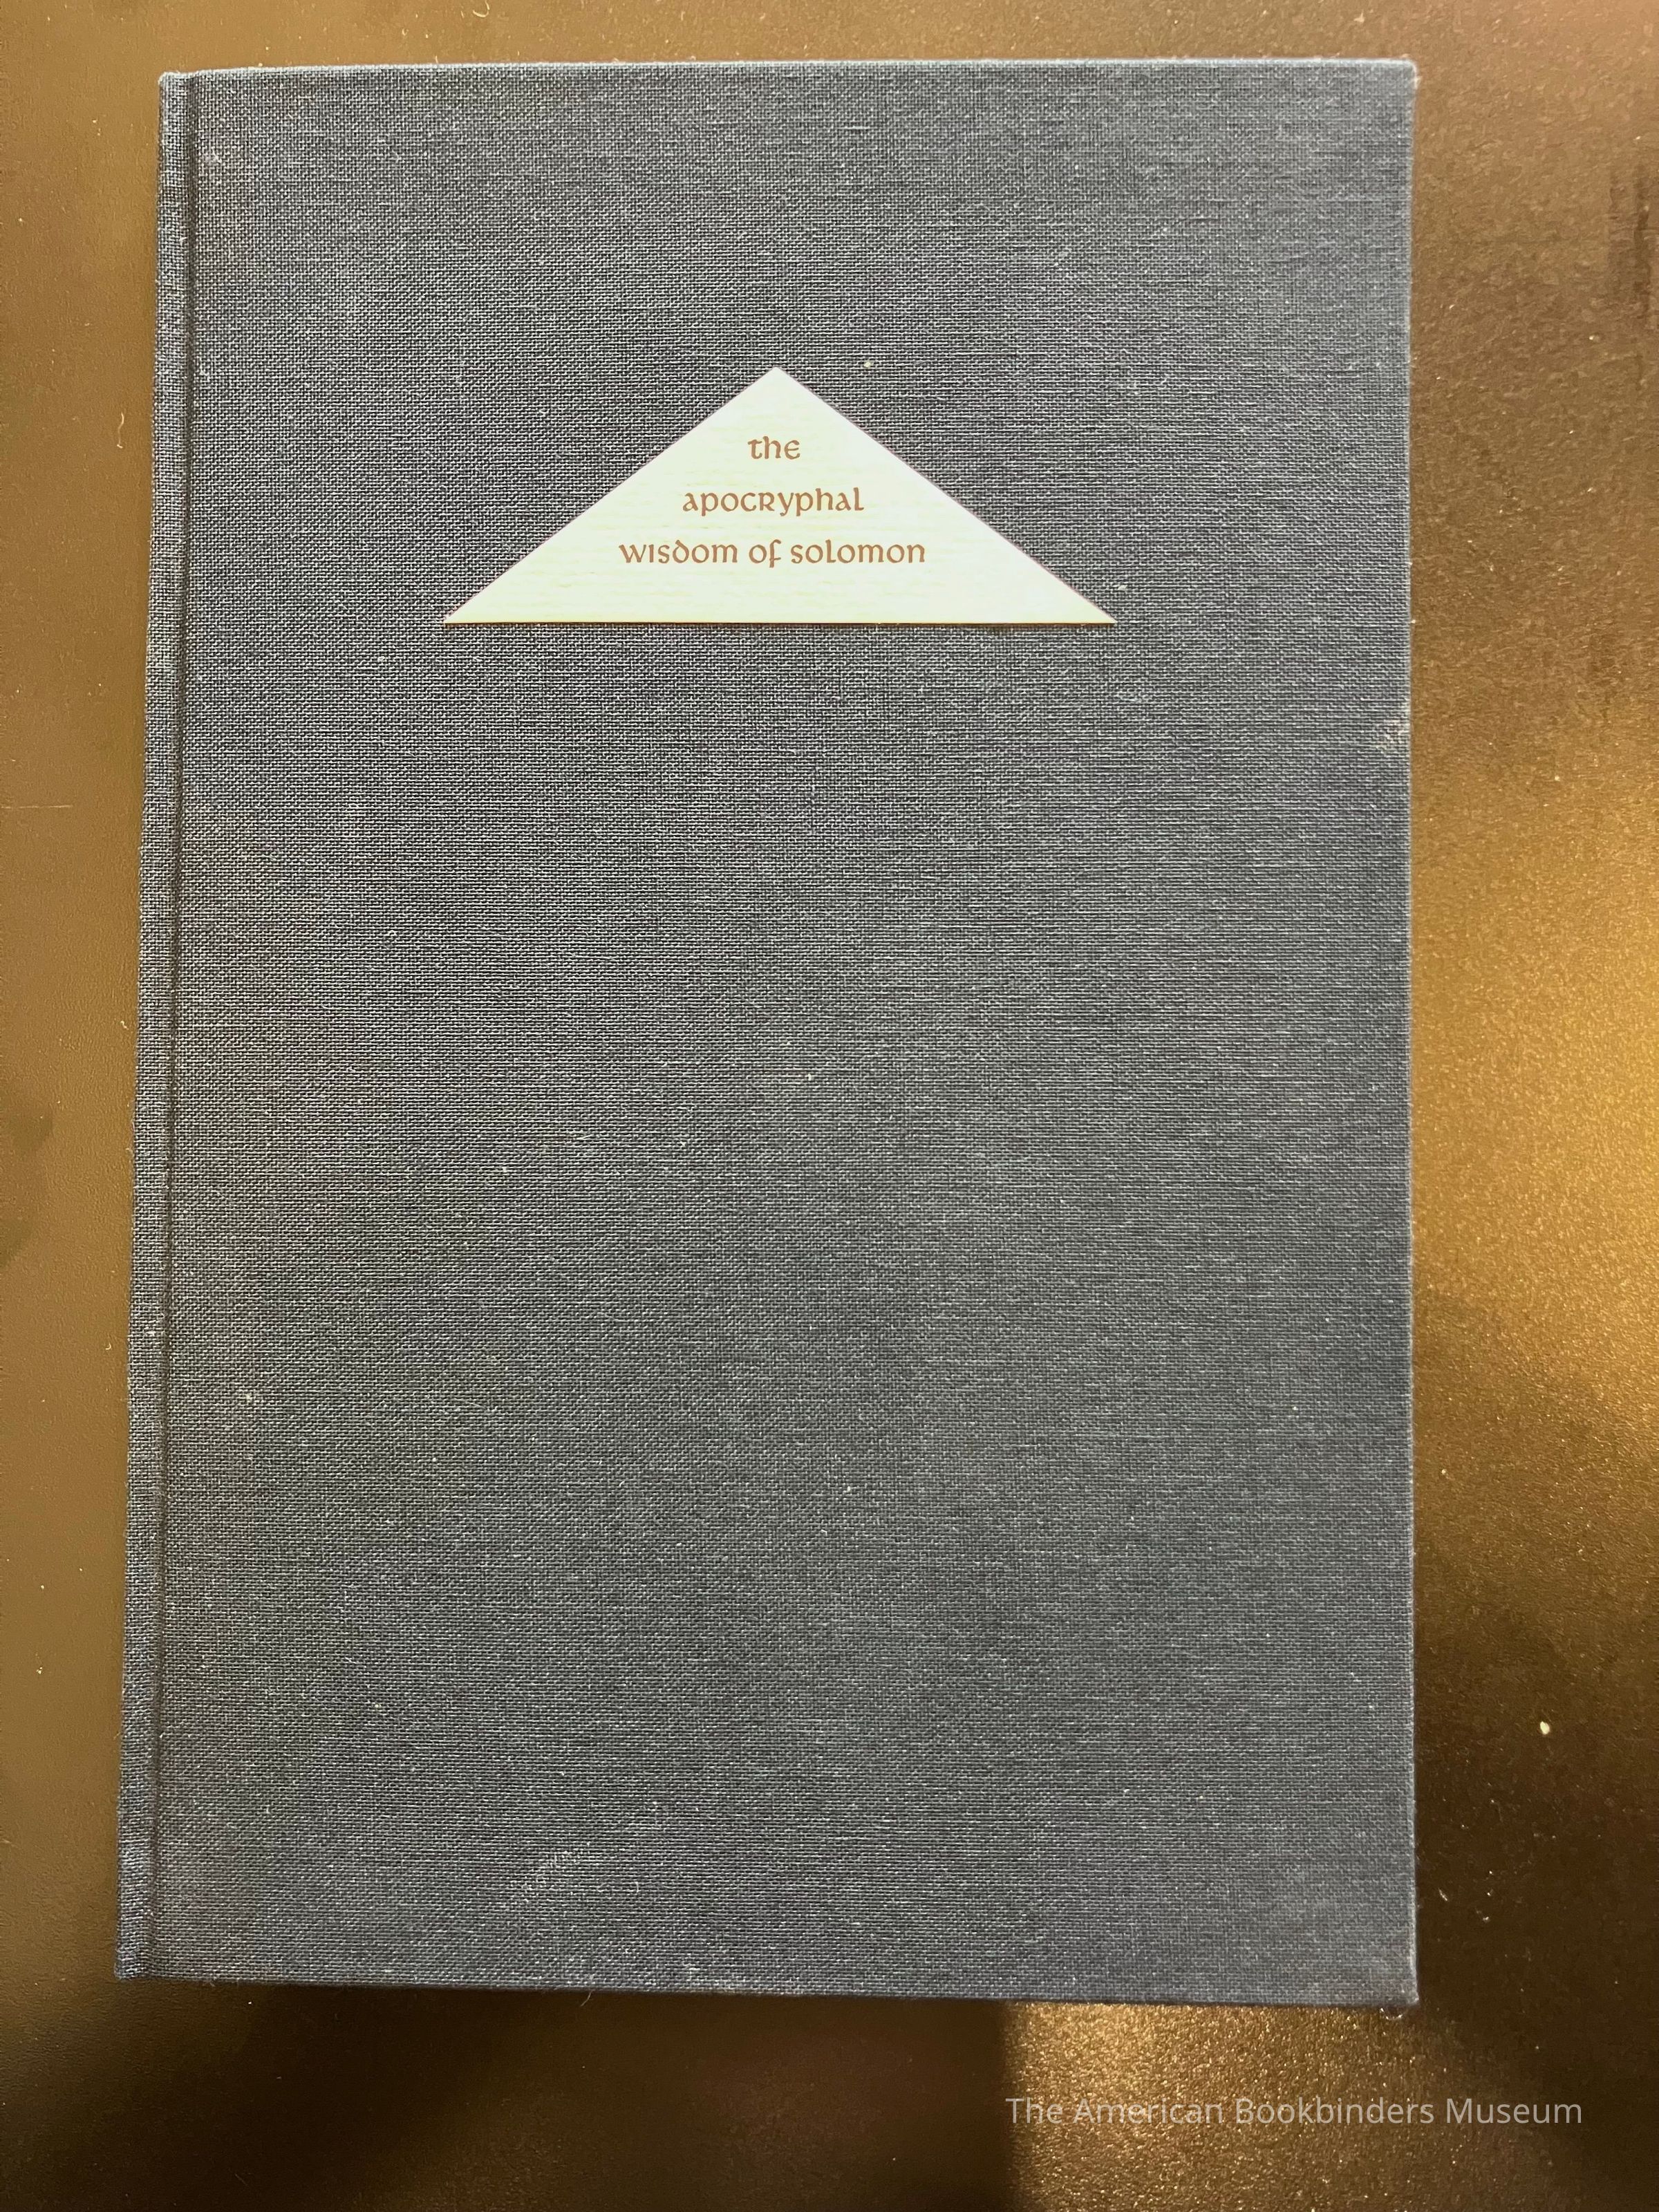 the
apocryphal
wisdom of solomon
The American Bookbinders Museum